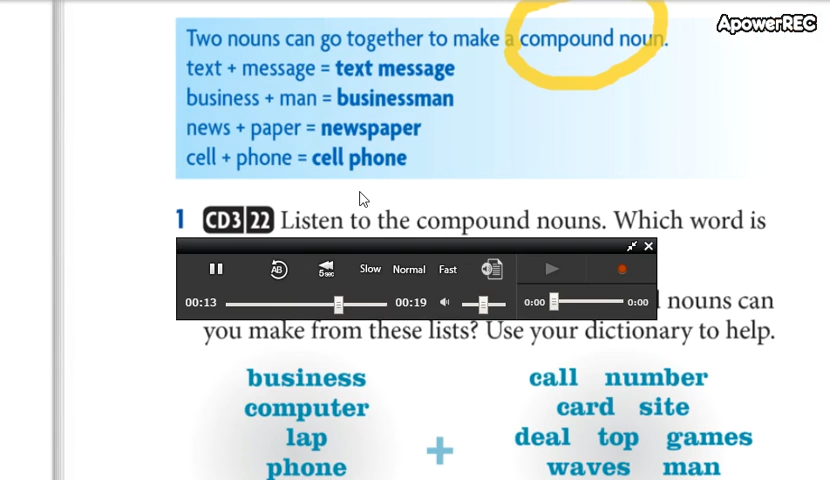 ApowerREC
Two nouns can go together to make a compound noun.
text + message = text message
business + man = businessman
news + paper = newspaper
cell + phone = cell phone
1 CD3 22 Listen to the compound nouns. Which word is
AB 5sec Slow Normal Fast
00:13 00:19 0:00 0:00 nouns can
you make from these lists? Use your dictionary to help.
business call number
computer card site
lap + deal top games
phone waves man